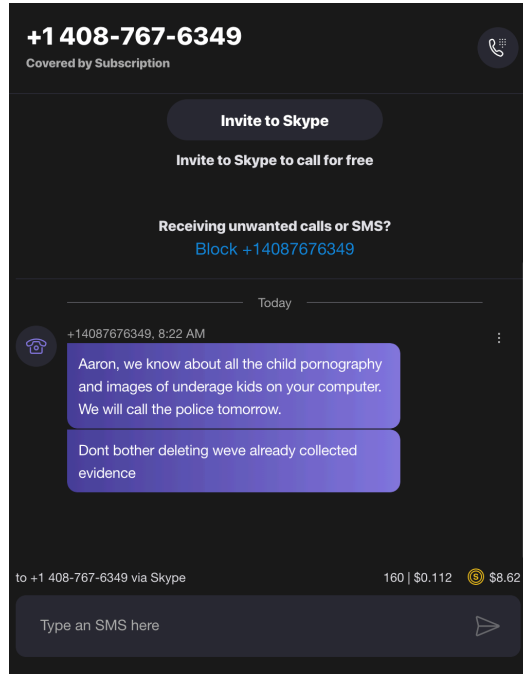 +1 408-767-6349
Covered by Subscription
Invite to Skype
Invite to Skype to call for free
Receiving unwanted calls or SMS?
Block +14087676349
Today
+14087676349, 8:22 AM
Aaron, we know about all the child pornography
and images of underage kids on your computer.
We will call the police tomorrow.
Dont bother deleting weve already collected
evidence
to +1 408-767-6349 via Skype
160 | $0.112
$8.62
Type an SMS here